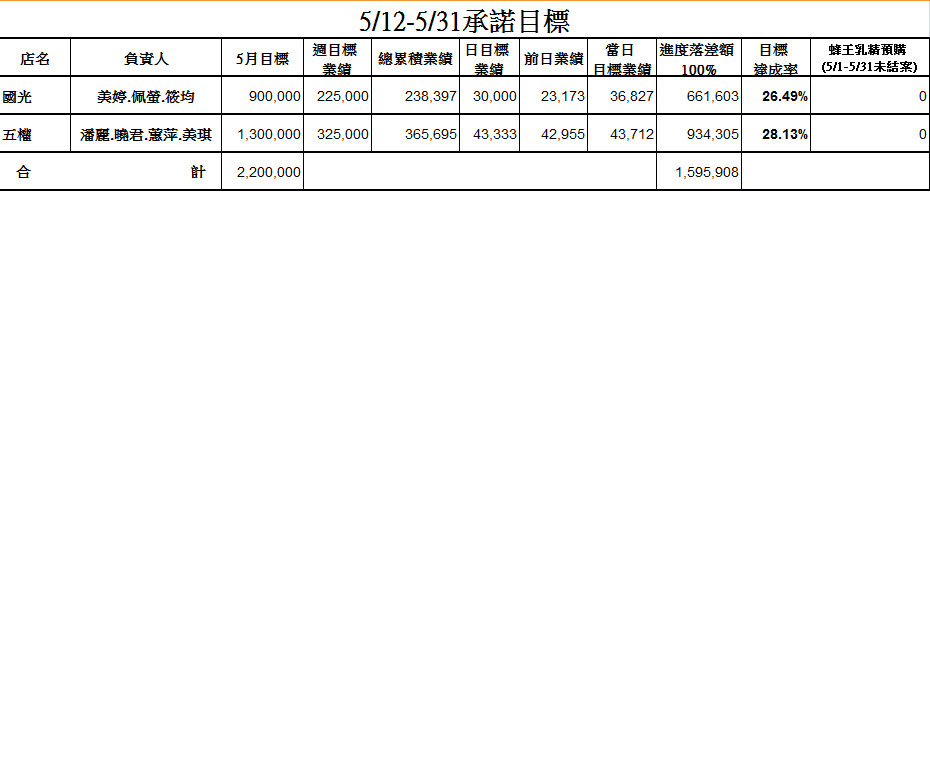 5/12-5/31承諾目標
店名 負責人 5月目標 週目標 業績 總累積業績 日目標 業績 前日業績 當日 目標業績 進度落差額 100% 目標 達成率 蜂王乳精預購 (5/1-5/31未結案)
國光 美婷.佩螢.筱均 900,000 225,000 238,397 30,000 23,173 36,827 661,603 26.49% 0
五權 潘麗.曉君.蕙萍.美琪 1,300,000 325,000 365,695 43,333 42,955 43,712 934,305 28.13% 0
合 計 2,200,000 1,595,908